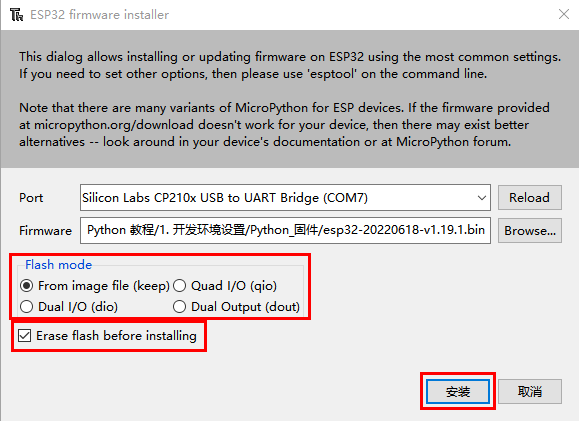 ESP32 firmware installer
This dialog allows installing or updating firmware on ESP32 using the most common settings.
If you need to set other options, then please use 'esptool' on the command line.
Note that there are many variants of MicroPython for ESP devices. If the firmware provided
at micropython.org/download doesn't work for your device, then there may exist better
alternatives -- look around in your device's documentation or at MicroPython forum.
Port Silicon Labs CP210x USB to UART Bridge (COM7) Reload
Firmware Python 教程/1. 开发环境设置/Python_固件/esp32-20220618-v1.19.1.bin Browse...
Flash mode
From image file (keep) Quad I/O (qio)
Dual I/O (dio) Dual Output (dout)
Erase flash before installing
安装 取消